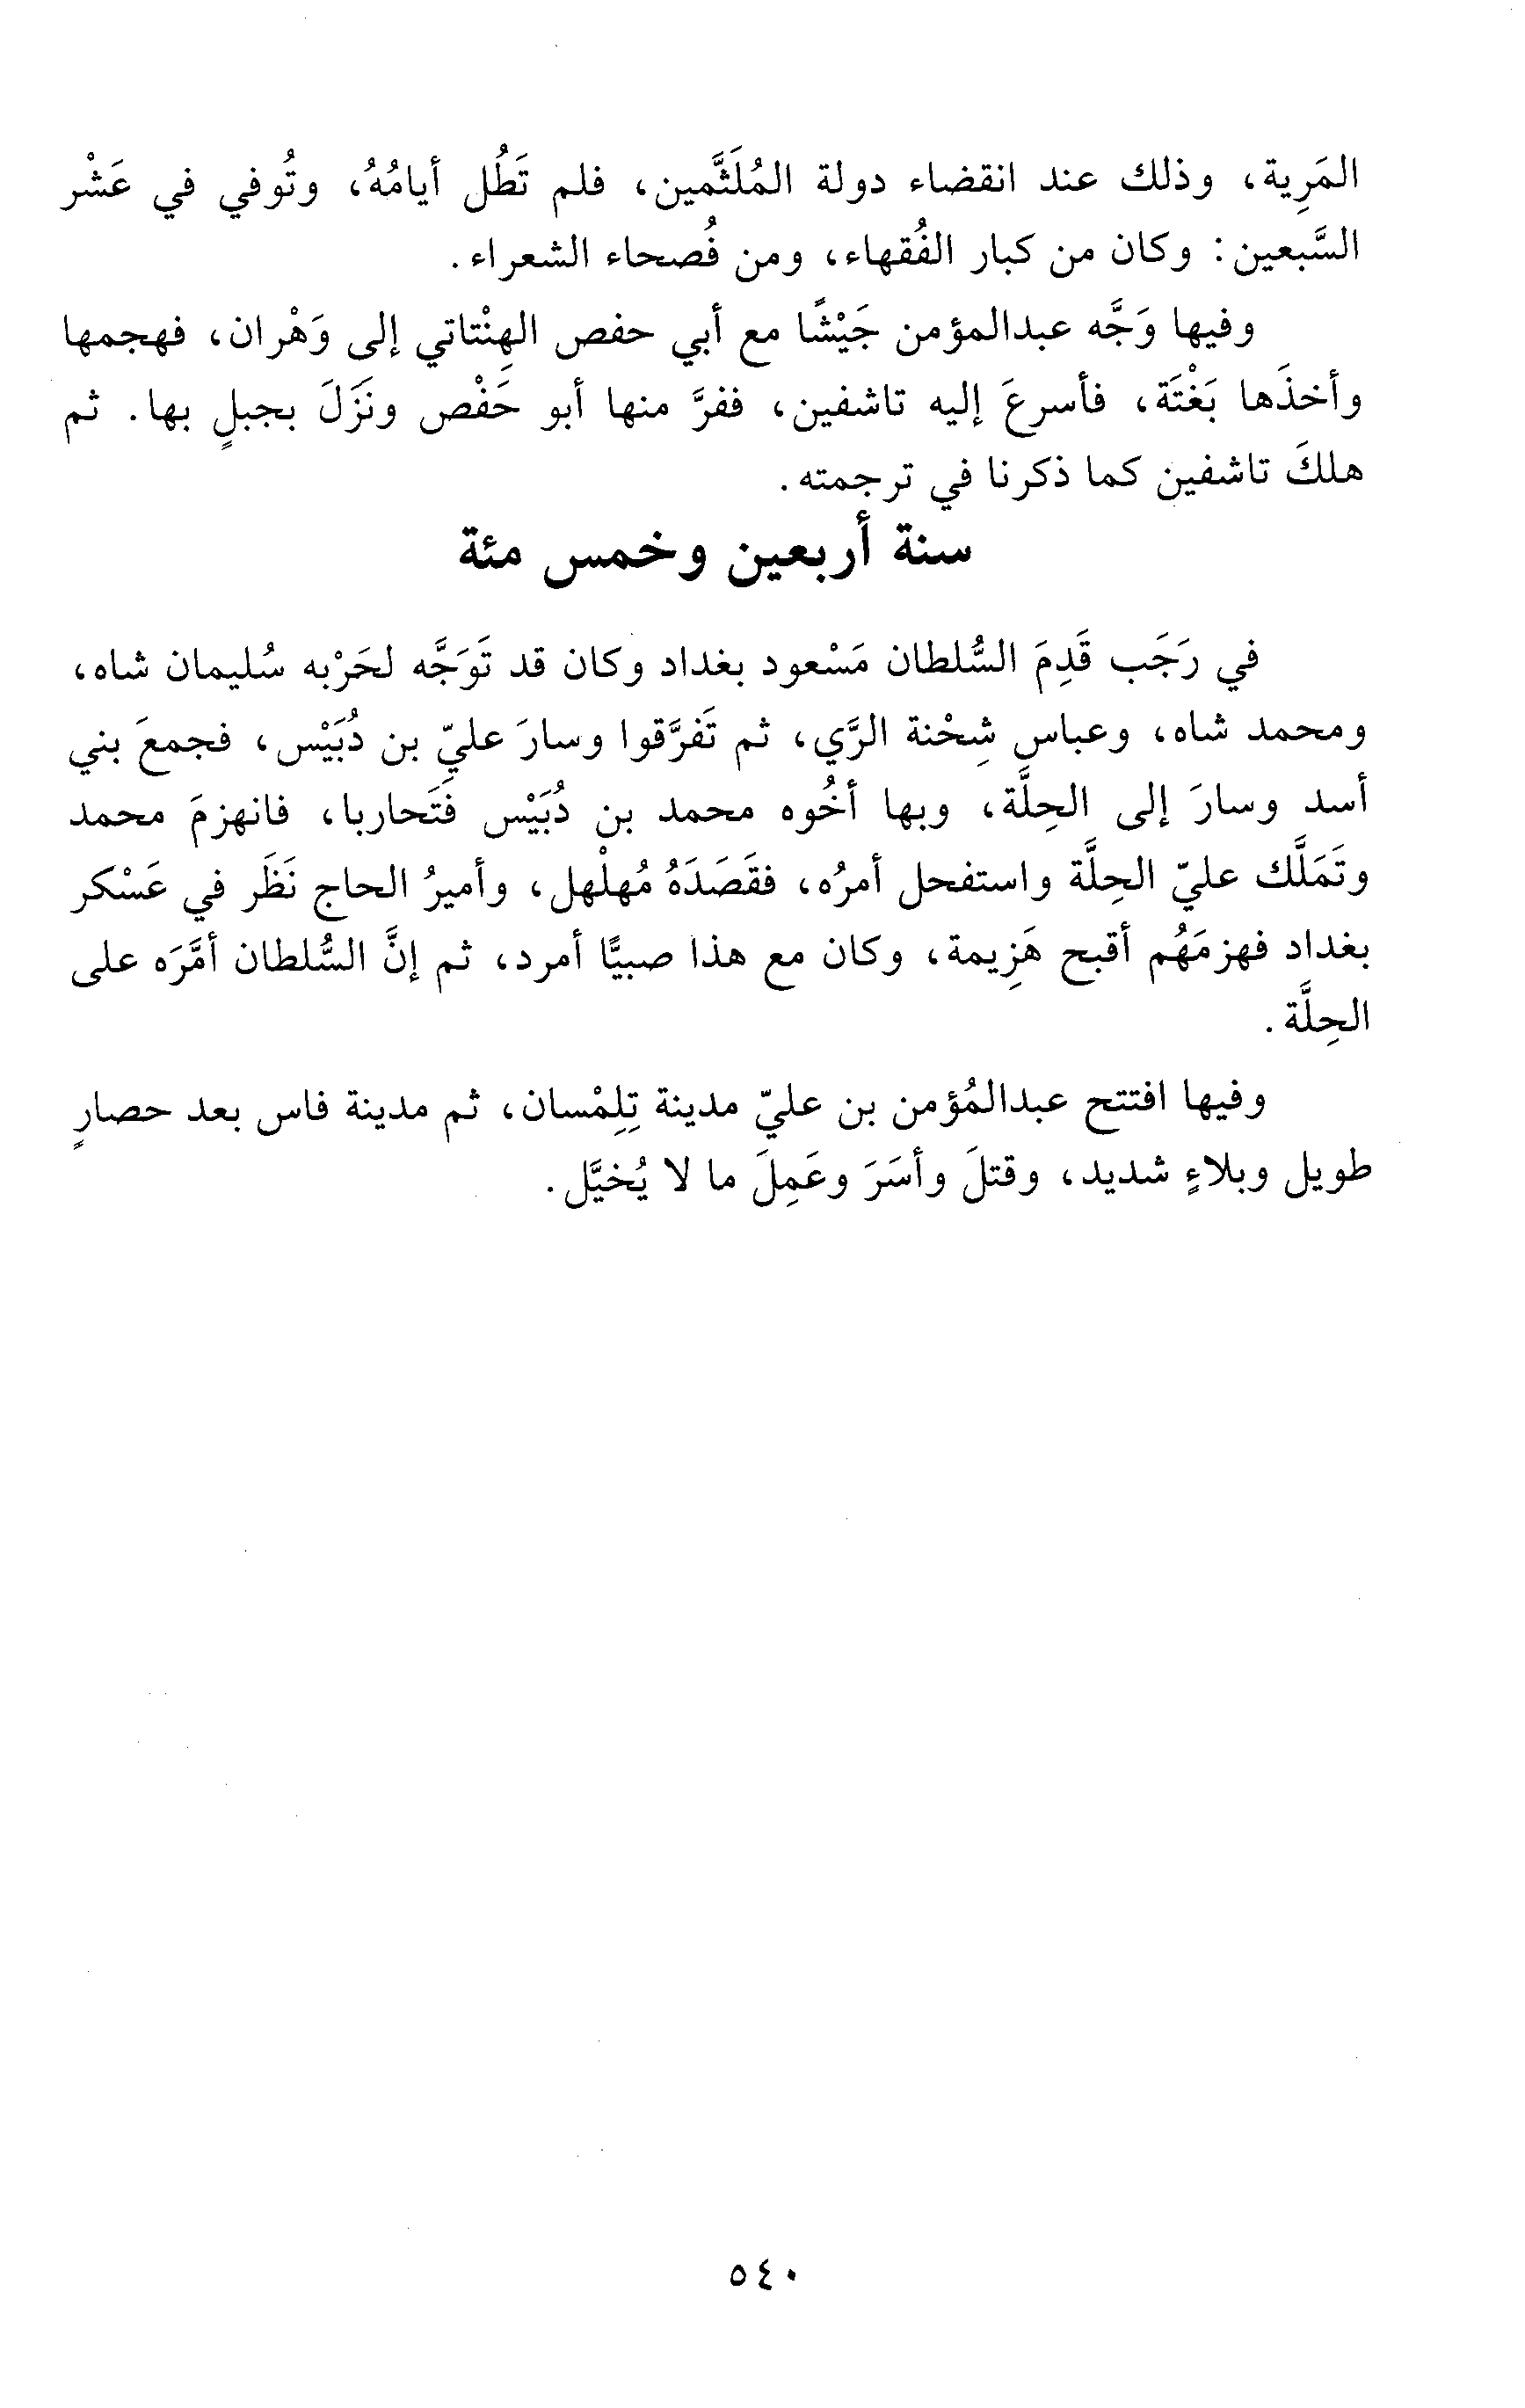 المَرِية، وذلك عند انقضاء دولة المُلَثَّمين، فلم تَطُل أيامُهُ، وتُوفي في عَشْر
السَّبعين: وكان من كبار الفُقهاء، ومن فُصحاء الشعراء.
وفيها وَجَّه عبدالمؤمن جَيْشًا مع أبي حفص الهِنْتاتي إلى وَهْران، فهجمها
وأخذَها بَغْتَة، فأسرعَ إليه تاشفين، ففرَّ منها أبو حَفْص ونَزَلَ بجبلٍ بها. ثم
هلكَ تاشفين كما ذكرنا في ترجمته.
سنة أربعين وخمس مئة
في رَجَب قَدِمَ السُّلطان مَسْعود بغداد وكان قد تَوَجَّه لحَرْبه سُليمان شاه،
ومحمد شاه، وعباس شِحْنة الرَّي، ثم تَفرَّقوا وسارَ عليّ بن دُبَيْس، فجمعَ بني
أسد وسارَ إلى الحِلَّة، وبها أخُوه محمد بن دُبَيْس فَتَحاربا، فانهزمَ محمد
وتَمَلَّك عليّ الحِلَّة واستفحل أمرُه، فقَصَدَهُ مُهلْهل، وأميرُ الحاج نَظَر في عَسْكر
بغداد فهزمَهُم أقبح هَزِيمة، وكان مع هذا صبيًّا أمرد، ثم إنَّ السُّلطان أمَّرَه على
الحِلَّة.
وفيها افتتح عبدالمُؤمن بن عليّ مدينة تِلِمْسان، ثم مدينة فاس بعد حصارٍ
طويل وبلاءٍ شديد، وقتلَ وأسَرَ وعَمِلَ ما لا يُخيَّل.
٥٤٠